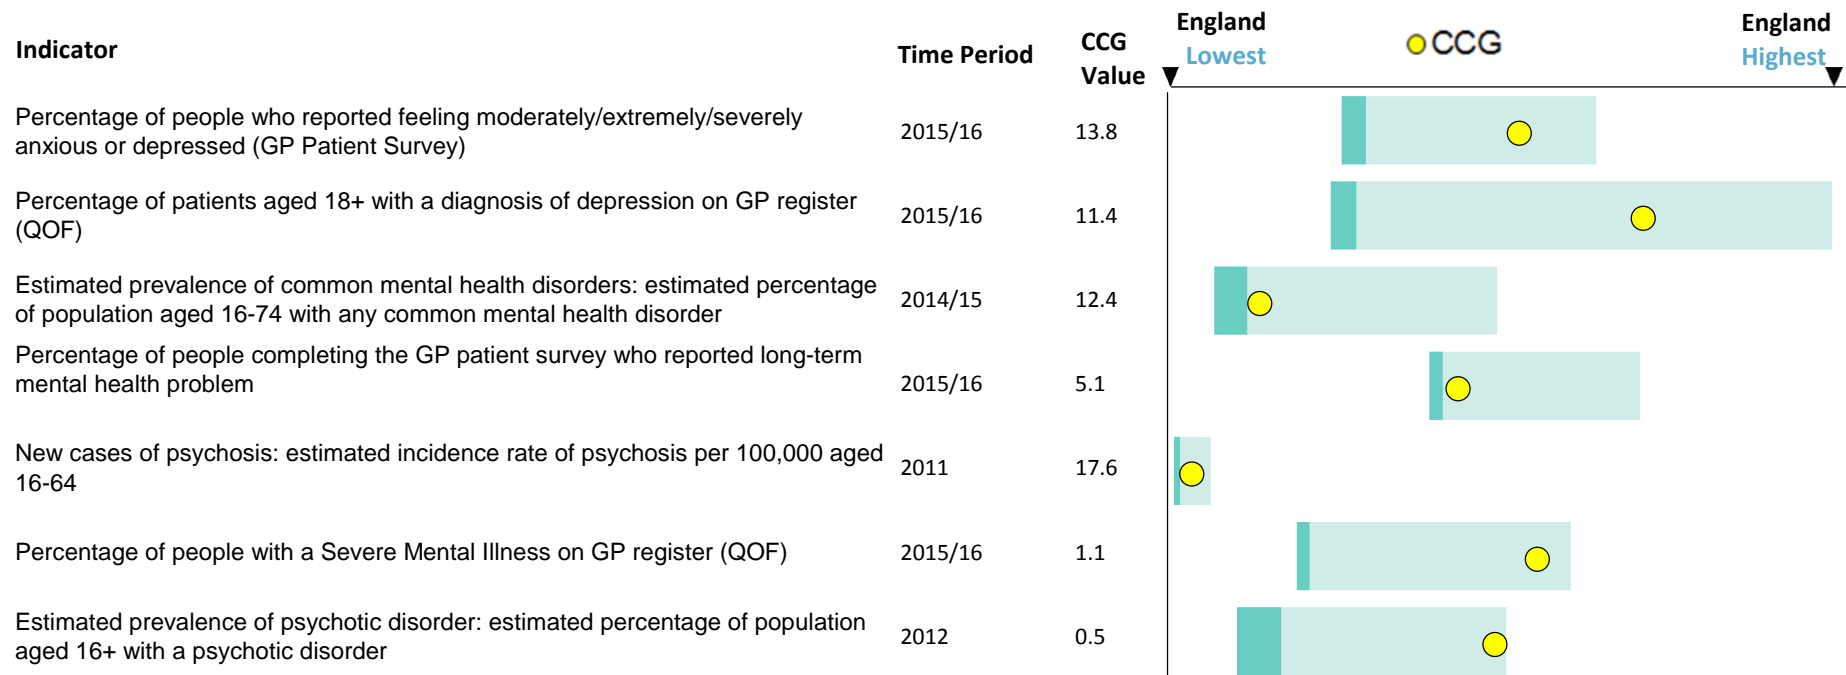 Indicator
Time Period
CCG
Value
England
Lowest
CCG
England
Highest
Percentage of people who reported feeling moderately/extremely/severely
anxious or depressed (GP Patient Survey)
2015/16
13.8
Percentage of patients aged 18+ with a diagnosis of depression on GP register
(QOF)
2015/16
11.4
Estimated prevalence of common mental health disorders: estimated percentage
of population aged 16-74 with any common mental health disorder
2014/15
12.4
Percentage of people completing the GP patient survey who reported long-term
mental health problem
2015/16
5.1
New cases of psychosis: estimated incidence rate of psychosis per 100,000 aged
16-64
2011
17.6
Percentage of people with a Severe Mental Illness on GP register (QOF)
2015/16
1.1
Estimated prevalence of psychotic disorder: estimated percentage of population
aged 16+ with a psychotic disorder
2012
0.5